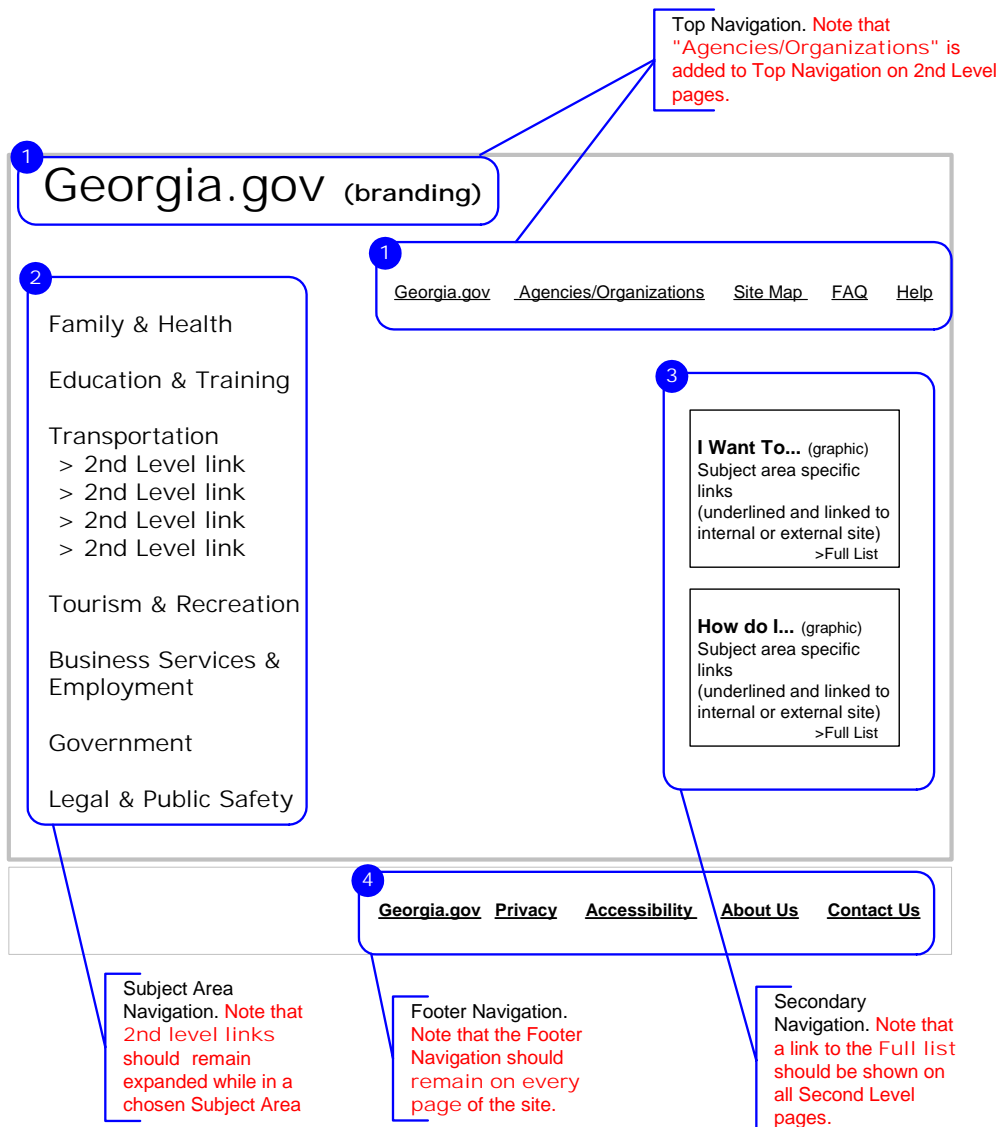 Top Navigation. Note that
"Agencies/Organizations" is
added to Top Navigation on 2nd Level
pages.
1
Georgia.gov (branding)
1
Georgia.gov Agencies/Organizations Site Map FAQ Help
2
Family & Health
Education & Training
Transportation
> 2nd Level link
> 2nd Level link
> 2nd Level link
> 2nd Level link
Tourism & Recreation
Business Services &
Employment
Government
Legal & Public Safety
3
I Want To... (graphic)
Subject area specific
links
(underlined and linked to
internal or external site)
>Full List
How do I... (graphic)
Subject area specific
links
(underlined and linked to
internal or external site)
>Full List
4
Georgia.gov Privacy Accessibility About Us Contact Us
Subject Area
Navigation. Note that
2nd level links
should remain
expanded while in a
chosen Subject Area
Footer Navigation.
Note that the Footer
Navigation should
remain on every
page of the site.
Secondary
Navigation. Note that
a link to the Full list
should be shown on
all Second Level
pages.